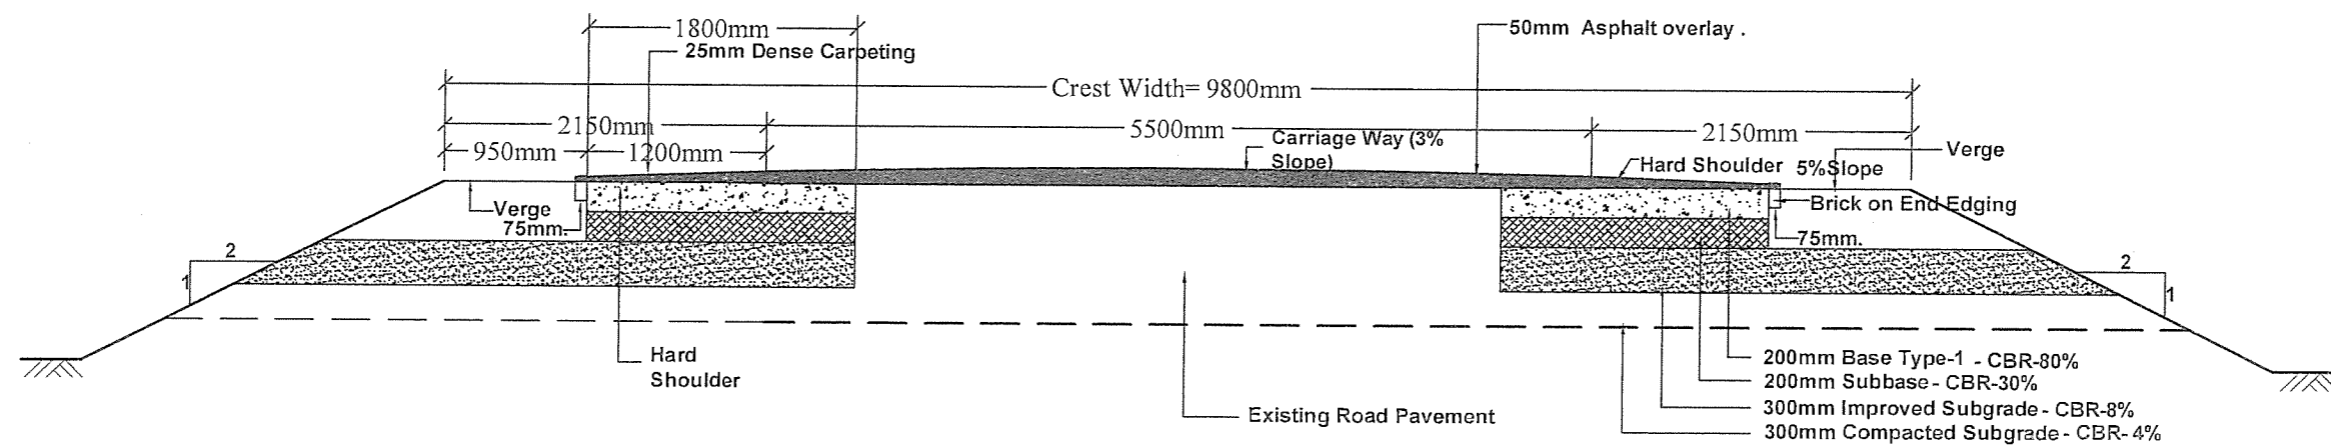 1800mm
25mm Dense Carpeting
50mm Asphalt overlay .
Crest Width= 9800mm
2150mm
5500mm
2150mm
950mm
1200mm
Carriage Way (3%
Slope)
Verge
Hard Shoulder 5%Slope
Verge
75mm.
Brick on End Edging
75mm.
2
1
2
1
Hard
Shoulder
200mm Base Type-1 - CBR-80%
200mm Subbase - CBR-30%
300mm Improved Subgrade - CBR-8%
300mm Compacted Subgrade - CBR- 4%
Existing Road Pavement